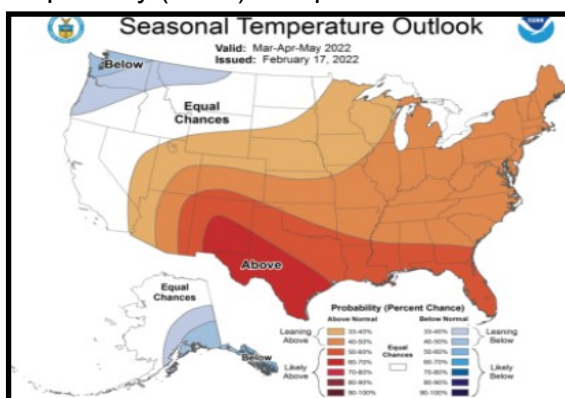 Seasonal Temperature Outlook
Valid: Mar-Apr-May 2022
Issued: February 17, 2022
Below
Equal
Chances
Above
Equal
Chances
Below
Probability (Percent Chance)
Above Normal
Below Normal
Leaning
Above
Likely
Above
33-40%
40-50%
50-60%
60-70%
70-80%
80-90%
90-100%
Equal
Chances
33-40%
40-50%
50-60%
60-70%
70-80%
80-90%
90-100%
Leaning
Below
Likely
Below